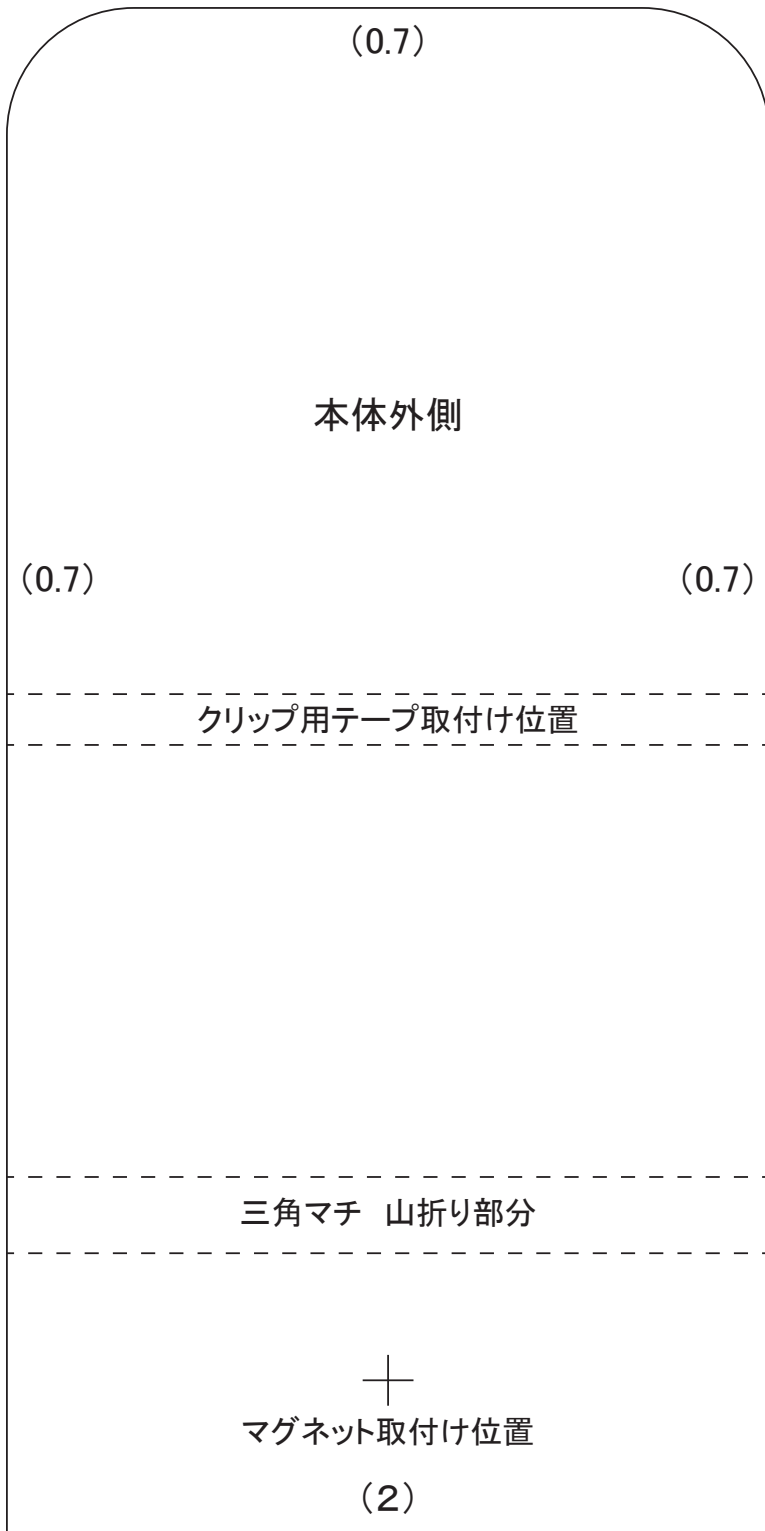 （0.7）
本体外側
（0.7）
（0.7）
クリップ用テープ取付け位置
三角マチ　山折り部分
マグネット取付け位置
（2）